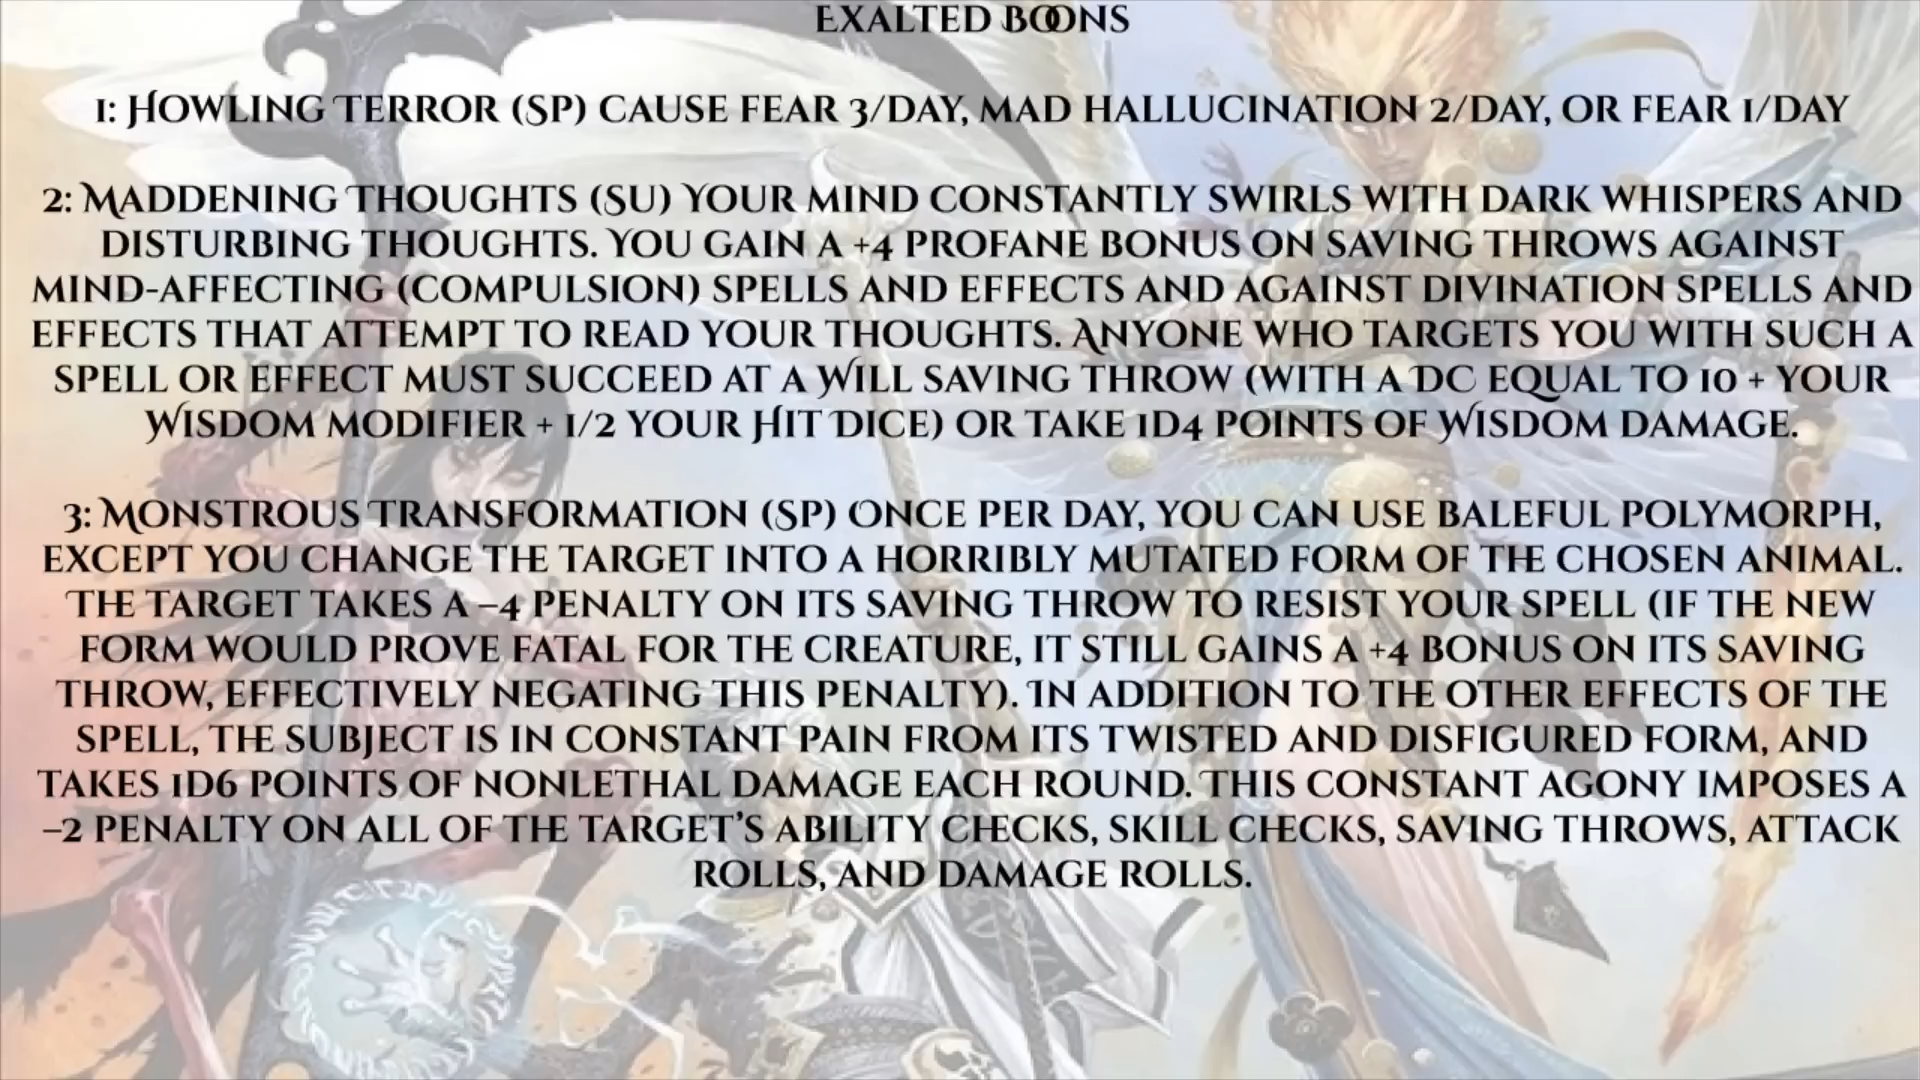 Exalted Boons
1: Howling Terror (Sp) cause fear 3/day, mad hallucination 2/day, or fear 1/day
2: Maddening Thoughts (Su) Your mind constantly swirls with dark whispers and
disturbing thoughts. You gain a +4 profane bonus on saving throws against
mind-affecting (compulsion) spells and effects and against divination spells and
effects that attempt to read your thoughts. Anyone who targets you with such a
spell or effect must succeed at a Will saving throw (with a DC equal to 10 + your
Wisdom modifier + 1/2 your Hit Dice) or take 1d4 points of Wisdom damage.
3: Monstrous Transformation (Sp) Once per day, you can use baleful polymorph,
except you change the target into a horribly mutated form of the chosen animal.
The target takes a –4 penalty on its saving throw to resist your spell (if the new
form would prove fatal for the creature, it still gains a +4 bonus on its saving
throw, effectively negating this penalty). In addition to the other effects of the
spell, the subject is in constant pain from its twisted and disfigured form, and
takes 1d6 points of nonlethal damage each round. This constant agony imposes a
–2 penalty on all of the target’s ability checks, skill checks, saving throws, attack
rolls, and damage rolls.